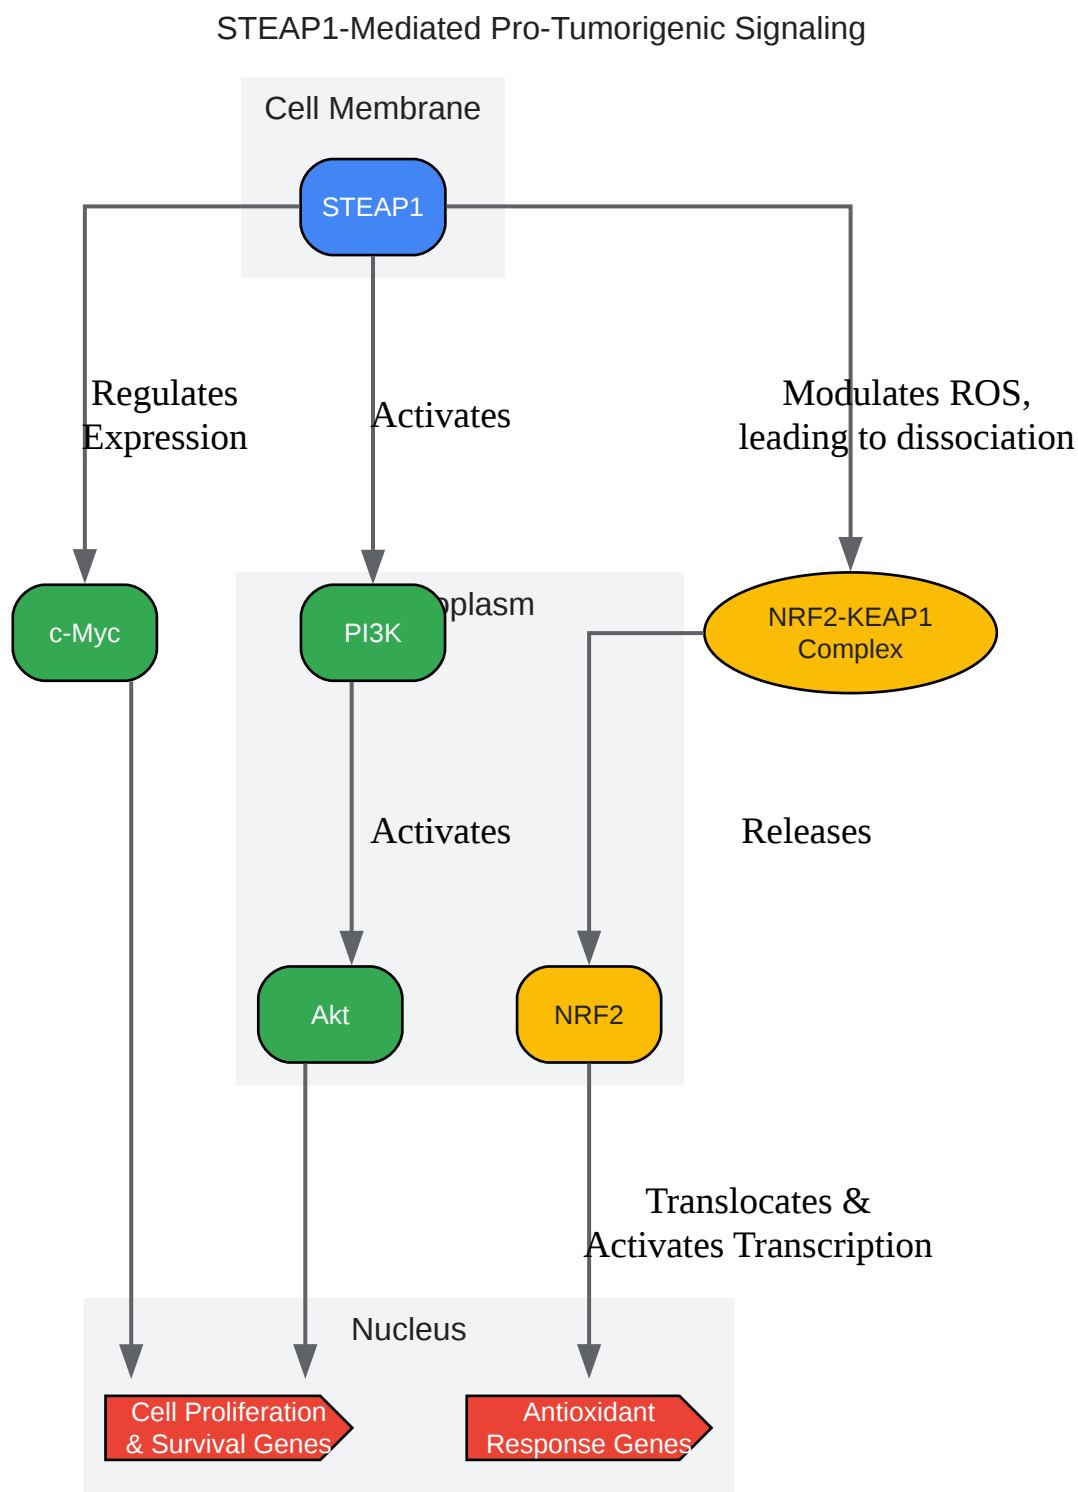 STEAP1-Mediated Pro-Tumorigenic Signaling
Cell Membrane
STEAP1
Regulates
Expression
Activates
Modulates ROS,
leading to dissociation
oplasm
c-Myc
PI3K
NRF2-KEAP1
Complex
Activates
Releases
Akt
NRF2
Translocates &
Activates Transcription
Nucleus
Cell Proliferation
& Survival Genes
Antioxidant
Response Genes